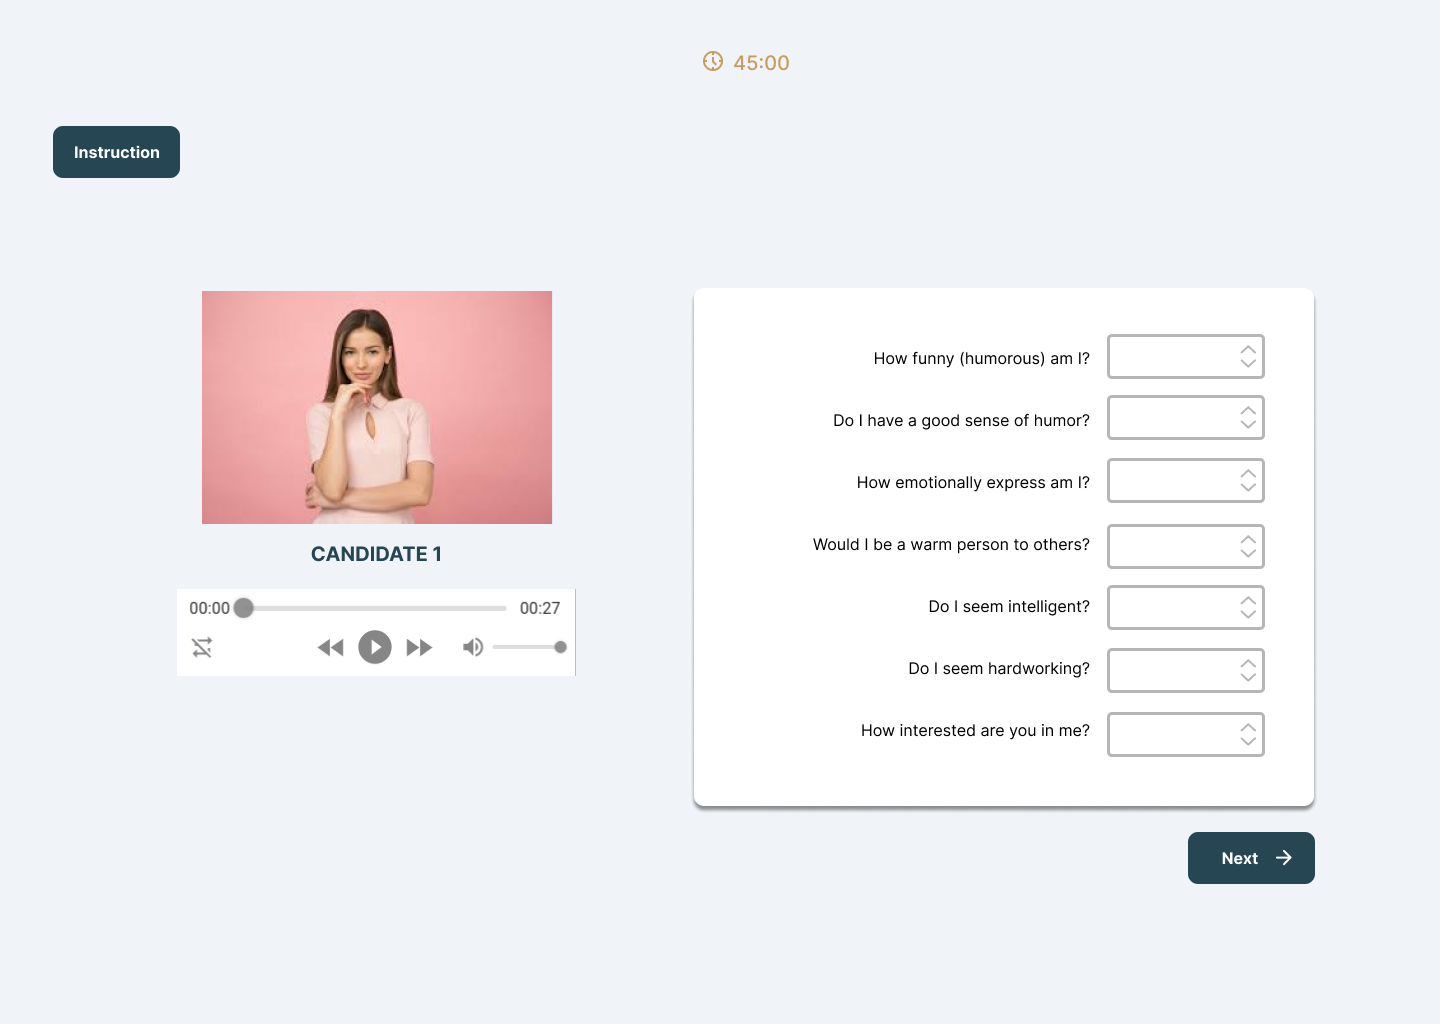 45:00
Instruction
CANDIDATE 1
00:00 00:27
How funny (humorous) am I?
Do I have a good sense of humor?
How emotionally express am I?
Would I be a warm person to others?
Do I seem intelligent?
Do I seem hardworking?
How interested are you in me?
Next